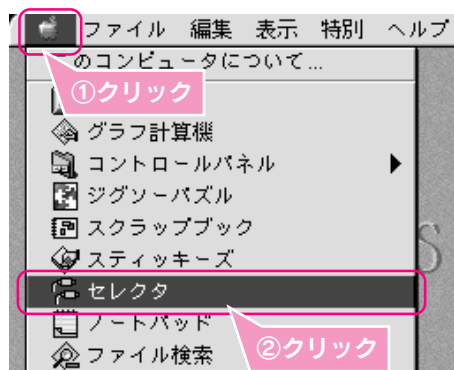 ファイル 編集 表示 特別 ヘルプ
のコンピュータについて...
①クリック
グラフ計算機
コントロールパネル
ジグソーパズル
スクラップブック
スティッキーズ
セレクタ
ノートパッド
②クリック
ファイル検索
S